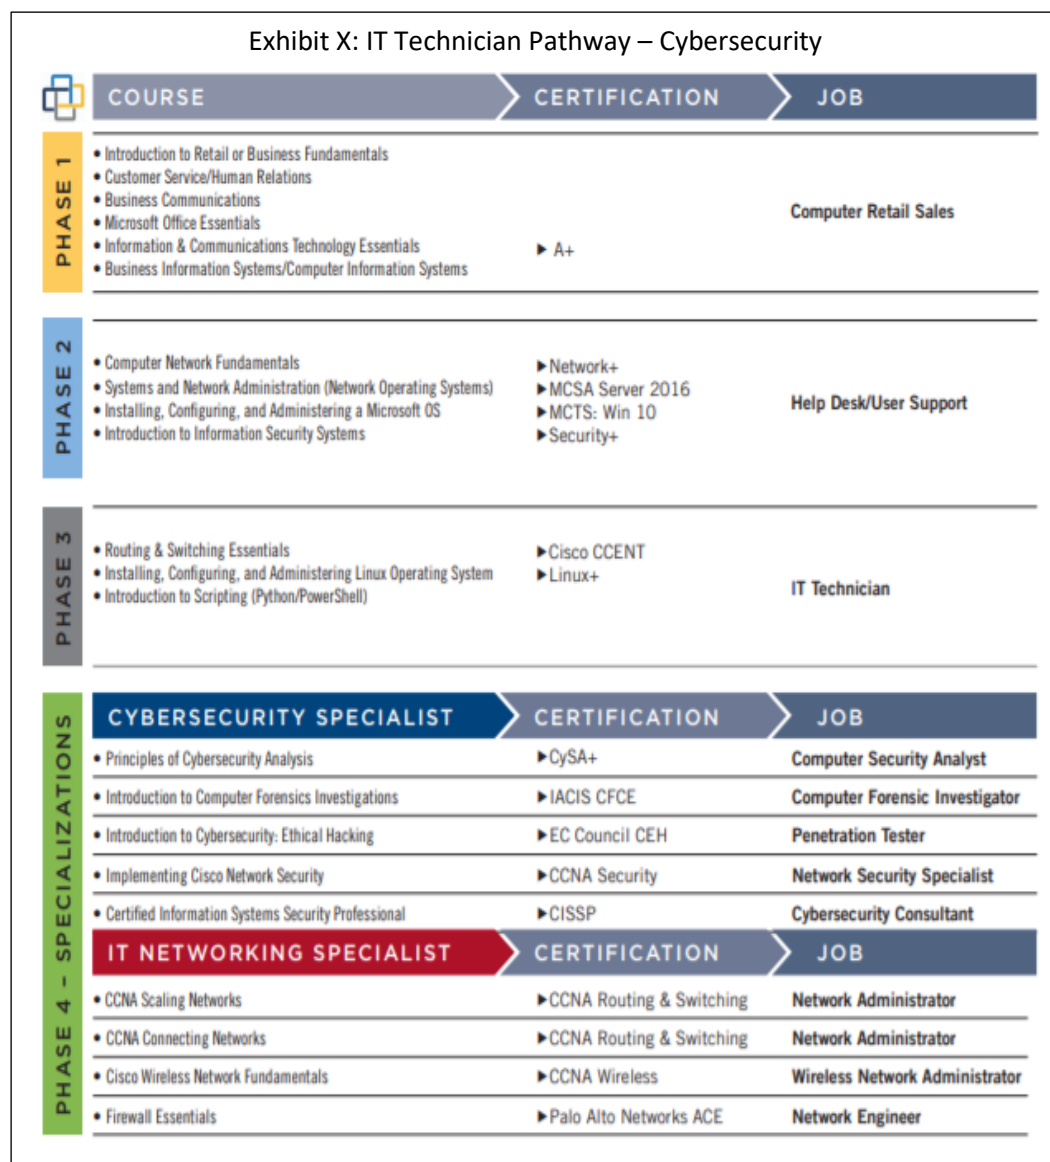 Exhibit X: IT Technician Pathway – Cybersecurity
COURSE CERTIFICATION JOB
PHASE 1
• Introduction to Retail or Business Fundamentals
• Customer Service/Human Relations
• Business Communications
• Microsoft Office Essentials
• Information & Communications Technology Essentials
• Business Information Systems/Computer Information Systems
▶ A+
Computer Retail Sales
PHASE 2
• Computer Network Fundamentals
• Systems and Network Administration (Network Operating Systems)
• Installing, Configuring, and Administering a Microsoft OS
• Introduction to Information Security Systems
▶Network+
▶MCSA Server 2016
▶MCTS: Win 10
▶Security+
Help Desk/User Support
PHASE 3
• Routing & Switching Essentials
• Installing, Configuring, and Administering Linux Operating System
• Introduction to Scripting (Python/PowerShell)
▶Cisco CCENT
▶Linux+
IT Technician
PHASE 4 – SPECIALIZATIONS
CYBERSECURITY SPECIALIST CERTIFICATION JOB
• Principles of Cybersecurity Analysis ▶CySA+ Computer Security Analyst
• Introduction to Computer Forensics Investigations ▶IACIS CFCE Computer Forensic Investigator
• Introduction to Cybersecurity: Ethical Hacking ▶EC Council CEH Penetration Tester
• Implementing Cisco Network Security ▶CCNA Security Network Security Specialist
• Certified Information Systems Security Professional ▶CISSP Cybersecurity Consultant
IT NETWORKING SPECIALIST CERTIFICATION JOB
• CCNA Scaling Networks ▶CCNA Routing & Switching Network Administrator
• CCNA Connecting Networks ▶CCNA Routing & Switching Network Administrator
• Cisco Wireless Network Fundamentals ▶CCNA Wireless Wireless Network Administrator
• Firewall Essentials ▶Palo Alto Networks ACE Network Engineer